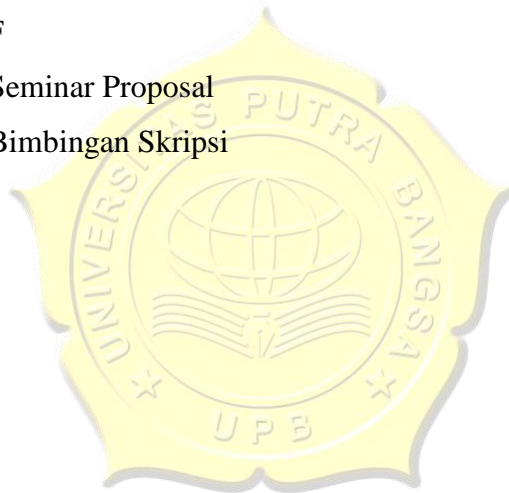 F
Seminar Proposal
Bimbingan Skripsi
UNIVERSITAS PUTRA BANGSA
UPB